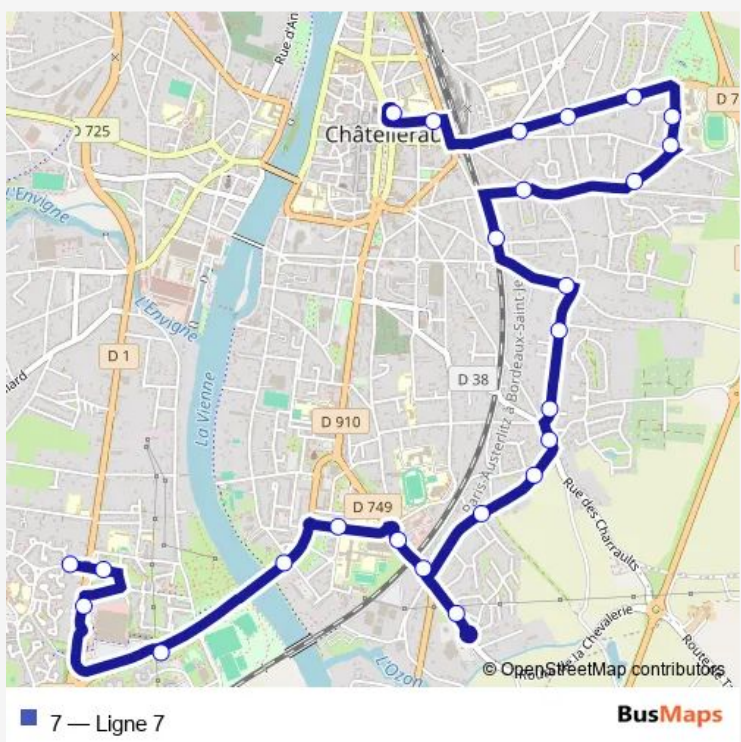 Rue d'An
D 725
Châtellerau
D 7
L'Envigne
L'Envigne
D 1
La Vienne
D 38
Paris-Austerlitz à Bordeaux-Saint-Je
D 910
D 749
Rue des Charraults
Route de la Chevalerie
L'Ozon
© OpenStreetMap contributors
7 — Ligne 7
BusMaps